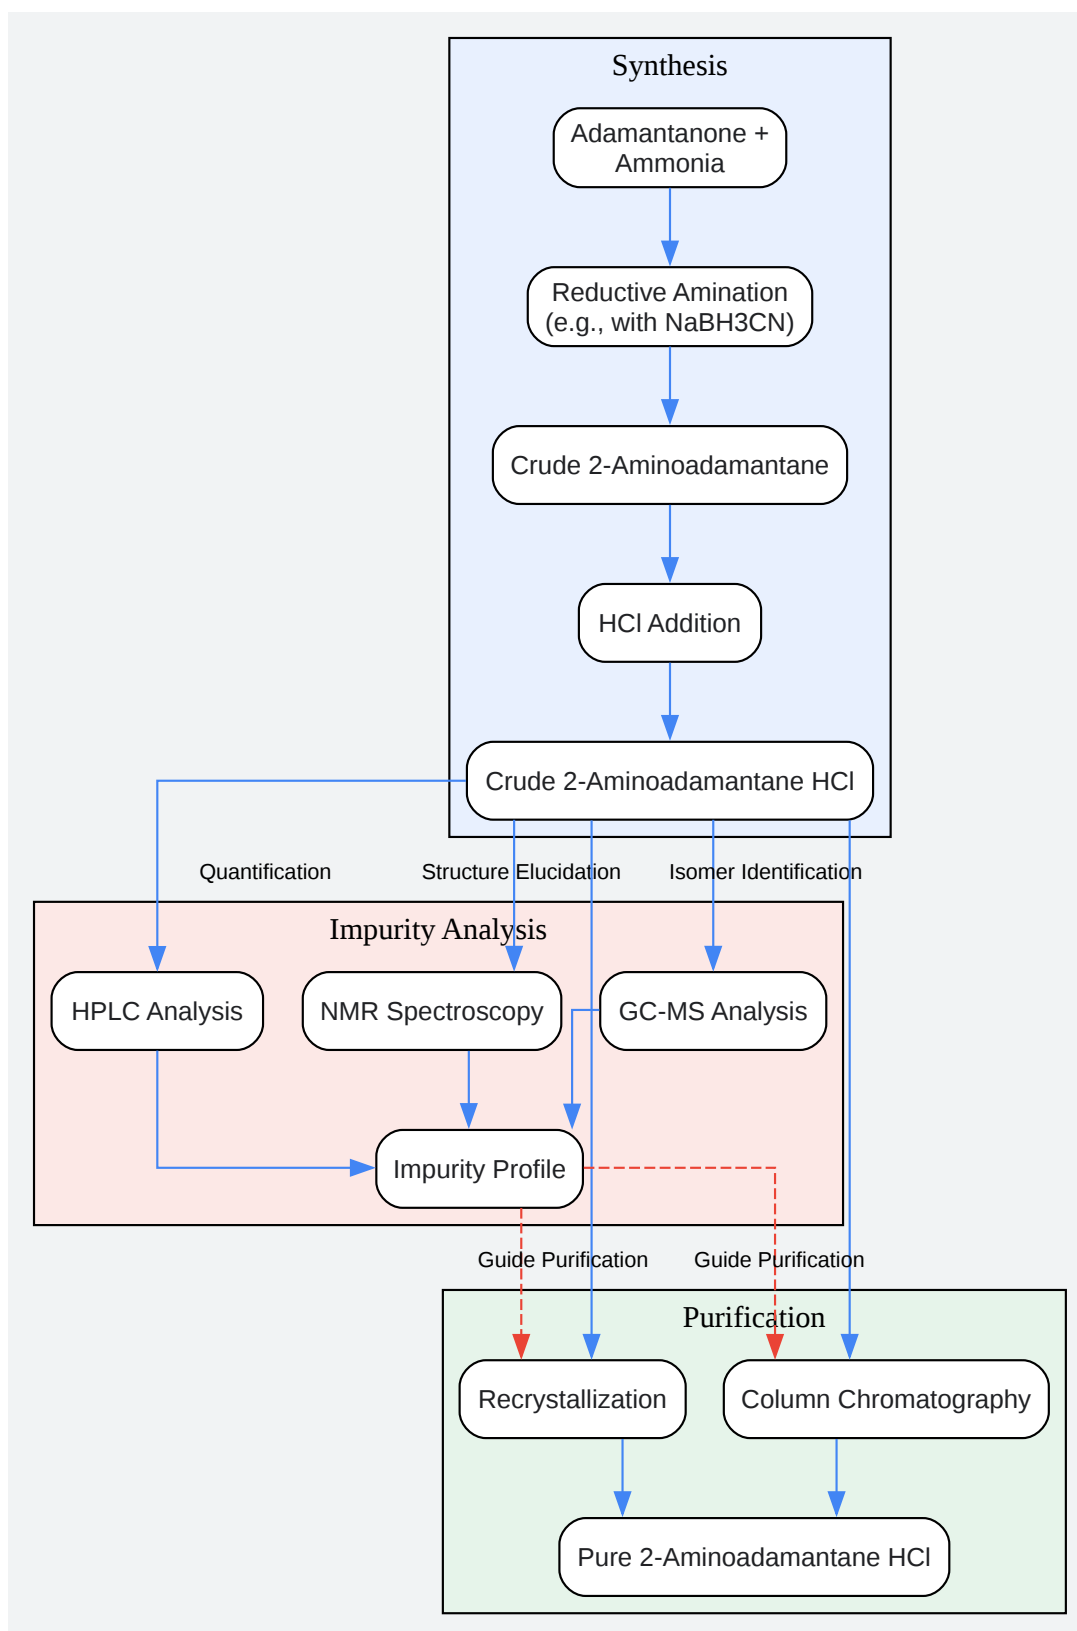 Synthesis
Adamantanone +
Ammonia
Reductive Amination
(e.g., with NaBH3CN)
Crude 2-Aminoadamantane
HCl Addition
Crude 2-Aminoadamantane HCl
Quantification
Structure Elucidation
Isomer Identification
Impurity Analysis
HPLC Analysis
NMR Spectroscopy
GC-MS Analysis
Impurity Profile
Guide Purification
Guide Purification
Purification
Recrystallization
Column Chromatography
Pure 2-Aminoadamantane HCl